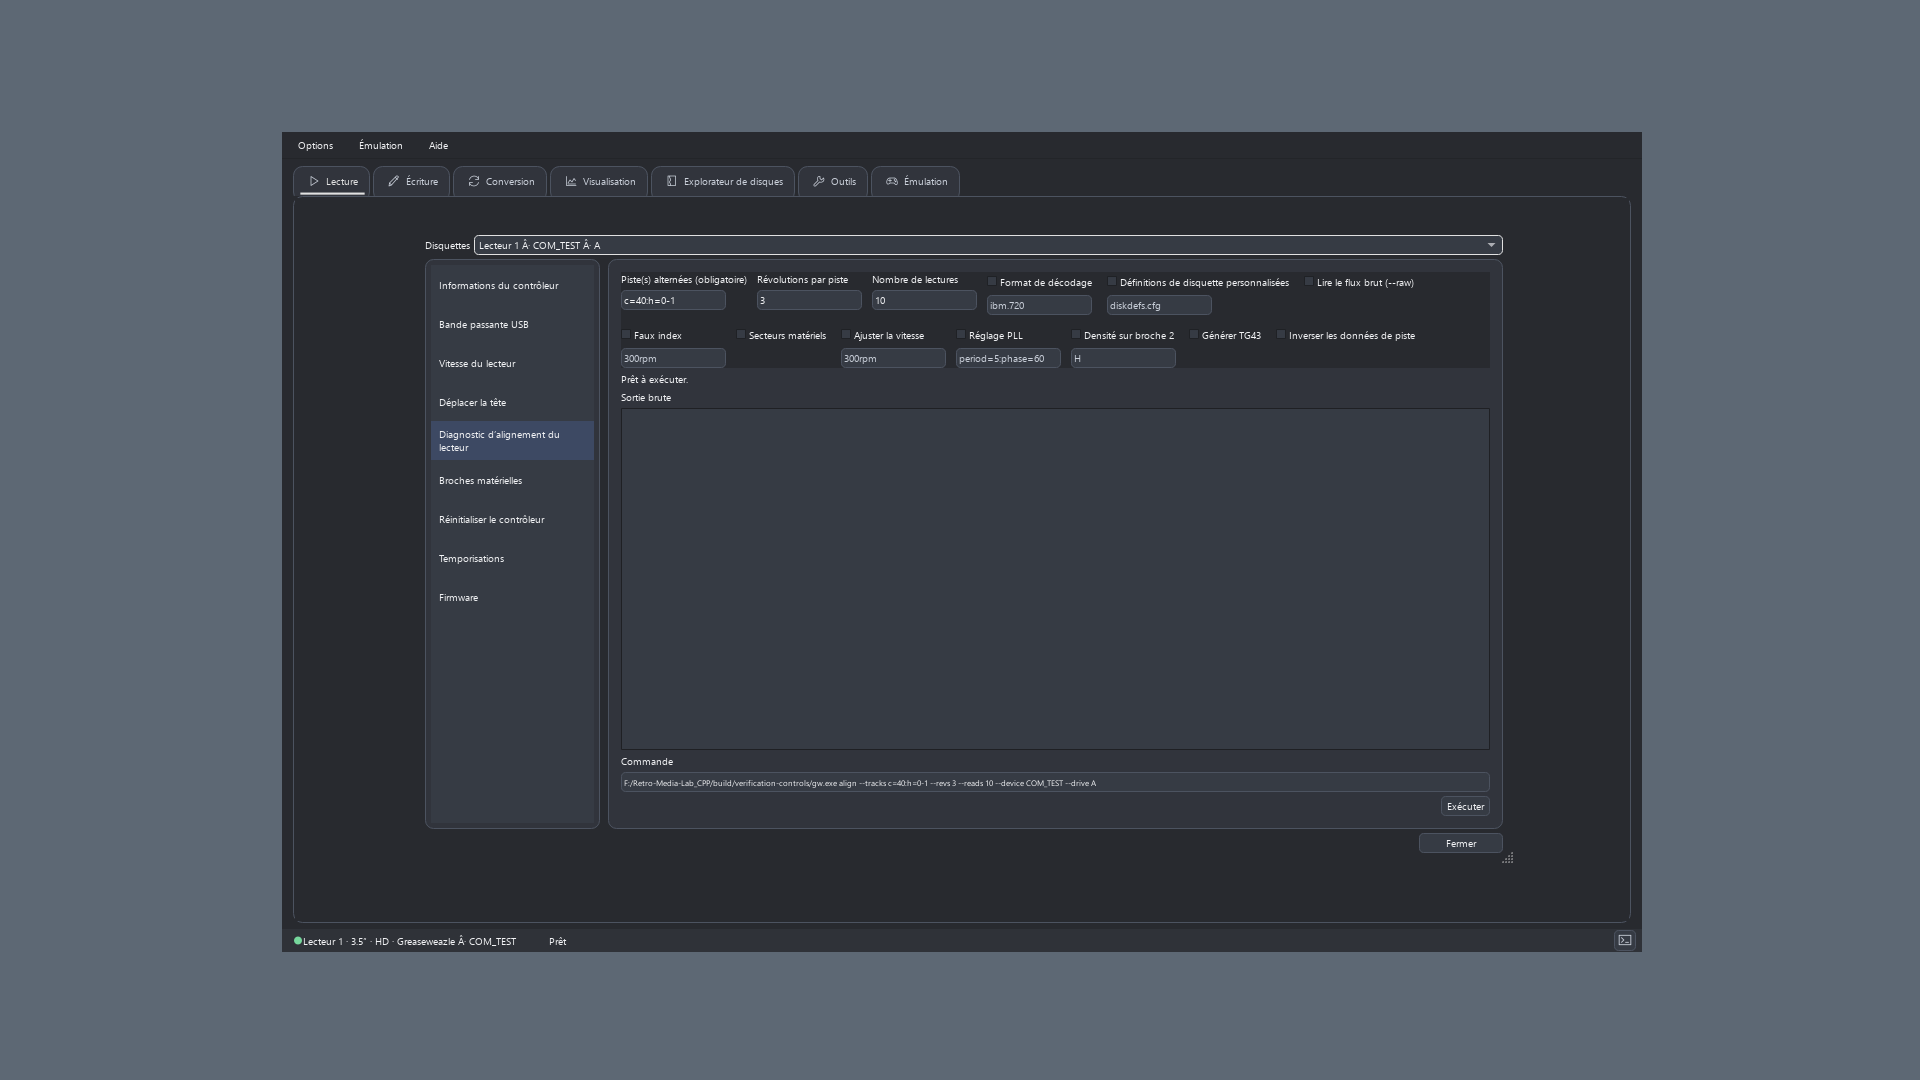 Options Émulation Aide
Lecture Écriture Conversion Visualisation Explorateur de disques Outils Émulation
Disquettes Lecteur 1 Â· COM_TEST Â· A
Informations du contrôleur
Bande passante USB
Vitesse du lecteur
Déplacer la tête
Diagnostic d'alignement du
lecteur
Broches matérielles
Réinitialiser le contrôleur
Temporisations
Firmware
Piste(s) alternées (obligatoire) Révolutions par piste Nombre de lectures Format de décodage Définitions de disquette personnalisées Lire le flux brut (--raw)
c=40:h=0-1 3 10 ibm.720 diskdefs.cfg
Faux index Secteurs matériels Ajuster la vitesse Réglage PLL Densité sur broche 2 Générer TG43 Inverser les données de piste
300rpm 300rpm period=5:phase=60 H
Prêt à exécuter.
Sortie brute
Commande
F:/Retro-Media-Lab_CPP/build/verification-controls/gw.exe align --tracks c=40:h=0-1 --revs 3 --reads 10 --device COM_TEST --drive A
Exécuter
Fermer
Lecteur 1 · 3.5" · HD · Greaseweazle Â· COM_TEST Prêt